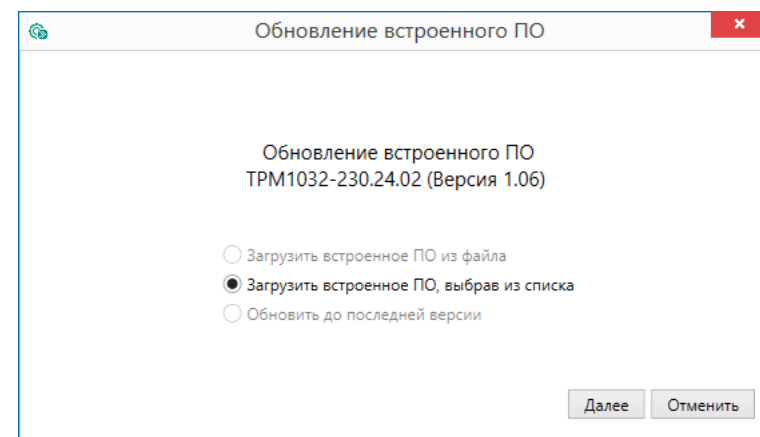 Обновление встроенного ПО
Обновление встроенного ПО
ТРМ1032-230.24.02 (Версия 1.06)
Загрузить встроенное ПО из файла
Загрузить встроенное ПО, выбрав из списка
Обновить до последней версии
Далее Отменить